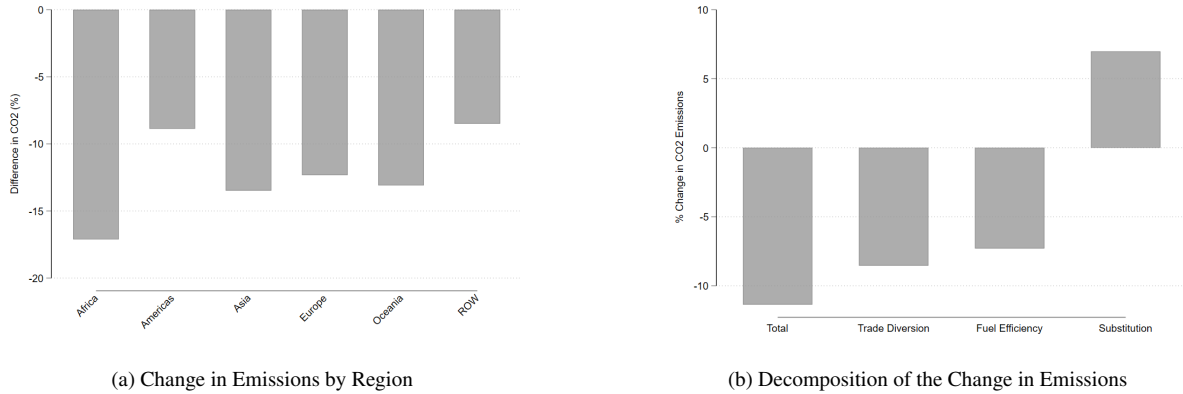 0
-5
-10
-15
-20
Difference in CO2 (%)
Africa
Americas
Asia
Europe
Oceania
ROW
(a) Change in Emissions by Region
10
5
0
-5
-10
% Change in CO2 Emissions
Total
Trade Diversion
Fuel Efficiency
Substitution
(b) Decomposition of the Change in Emissions